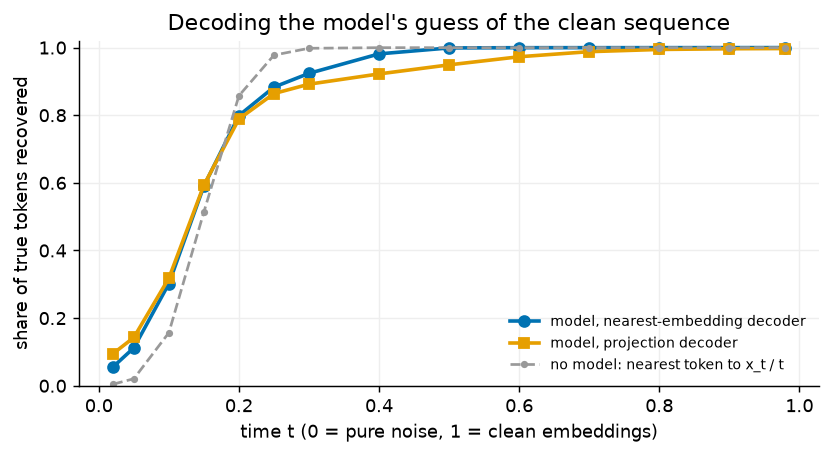 Decoding the model's guess of the clean sequence
share of true tokens recovered
1.0
0.8
0.6
0.4
0.2
0.0
model, nearest-embedding decoder
model, projection decoder
no model: nearest token to x_t / t
0.0 0.2 0.4 0.6 0.8 1.0
time t (0 = pure noise, 1 = clean embeddings)